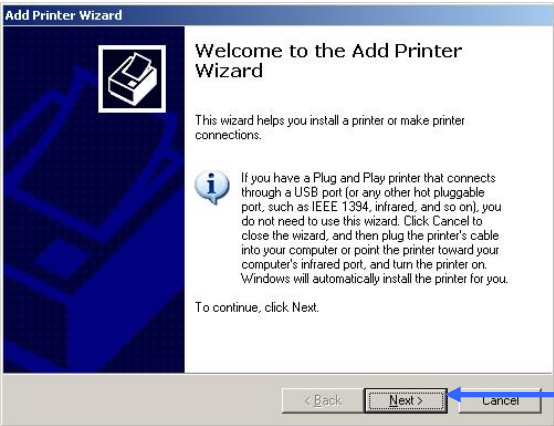 Add Printer Wizard
Welcome to the Add Printer
Wizard
This wizard helps you install a printer or make printer
connections.
If you have a Plug and Play printer that connects
through a USB port (or any other hot pluggable
port, such as IEEE 1394, infrared, and so on), you
do not need to use this wizard. Click Cancel to
close the wizard, and then plug the printer's cable
into your computer or point the printer toward your
computer's infrared port, and turn the printer on.
Windows will automatically install the printer for you.
To continue, click Next.
< Back Next > Cancel